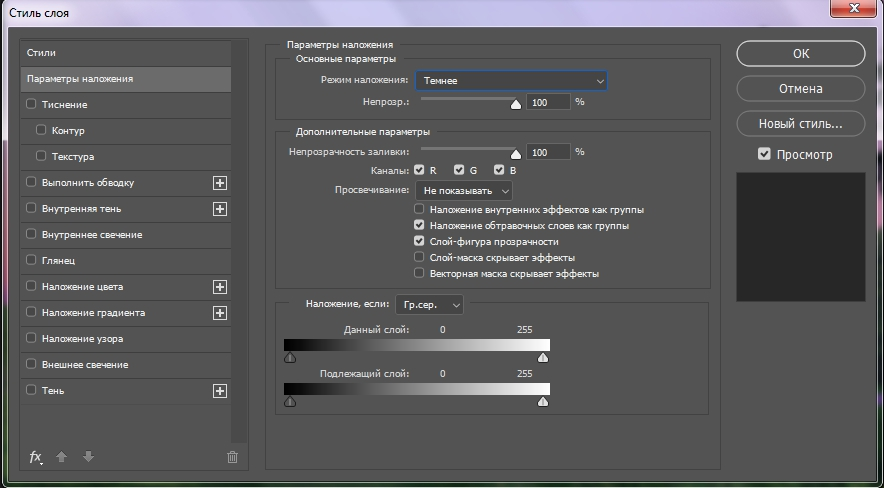 Стиль слоя
Стили
Параметры наложения
Тиснение
Контур
Текстура
Выполнить обводку
Внутренняя тень
Внутреннее свечение
Глянец
Наложение цвета
Наложение градиента
Наложение узора
Внешнее свечение
Тень
fx
Параметры наложения
Основные параметры
Режим наложения: Темнее
Непрозр.: 100 %
Дополнительные параметры
Непрозрачность заливки: 100 %
Каналы: R G B
Просвечивание: Не показывать
Наложение внутренних эффектов как группы
Наложение обтравочных слоев как группы
Слой-фигура прозрачности
Слой-маска скрывает эффекты
Векторная маска скрывает эффекты
Наложение, если: Гр.сер.
Данный слой: 0 255
Подлежащий слой: 0 255
ОК
Отмена
Новый стиль...
Просмотр